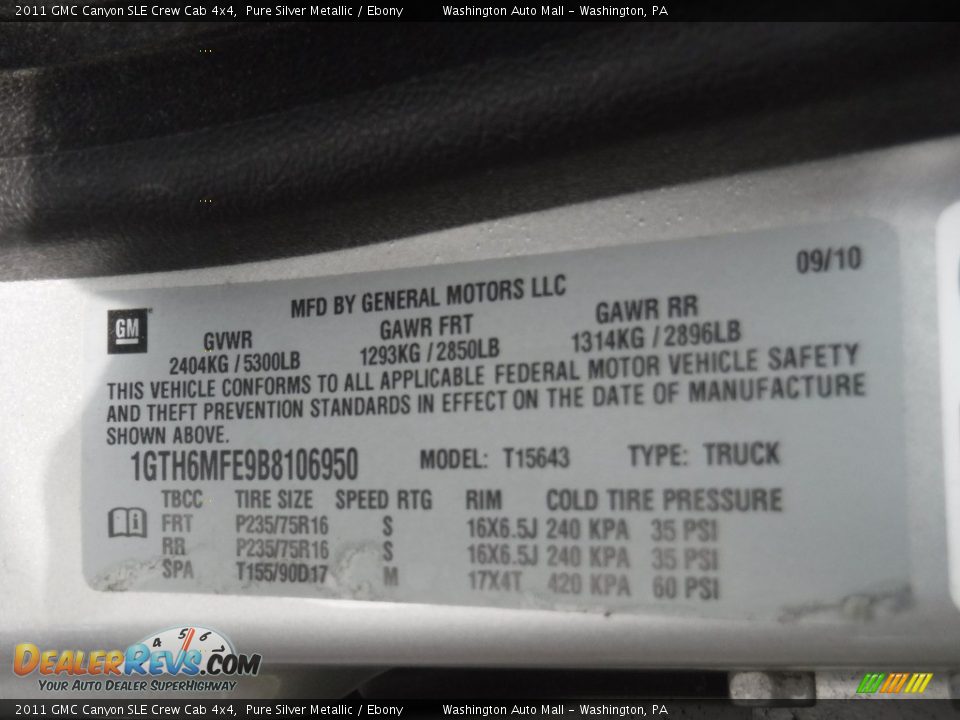 2011 GMC Canyon SLE Crew Cab 4x4, Pure Silver Metallic / Ebony Washington Auto Mall - Washington, PA
09/10
MFD BY GENERAL MOTORS LLC
GM
GVWR GAWR FRT GAWR RR
2404KG / 5300LB 1293KG / 2850LB 1314KG / 2896LB
THIS VEHICLE CONFORMS TO ALL APPLICABLE FEDERAL MOTOR VEHICLE SAFETY
AND THEFT PREVENTION STANDARDS IN EFFECT ON THE DATE OF MANUFACTURE
SHOWN ABOVE.
1GTH6MFE9B8106950 MODEL: T15643 TYPE: TRUCK
TBCC TIRE SIZE SPEED RTG RIM COLD TIRE PRESSURE
FRT P235/75R16 S 16X6.5J 240 KPA 35 PSI
RR P235/75R16 S 16X6.5J 240 KPA 35 PSI
SPA T155/90D17 M 17X4T 420 KPA 60 PSI
4 5 6
DEALERREVS.COM
YOUR AUTO DEALER SUPERHIGHWAY
2011 GMC Canyon SLE Crew Cab 4x4, Pure Silver Metallic / Ebony Washington Auto Mall - Washington, PA